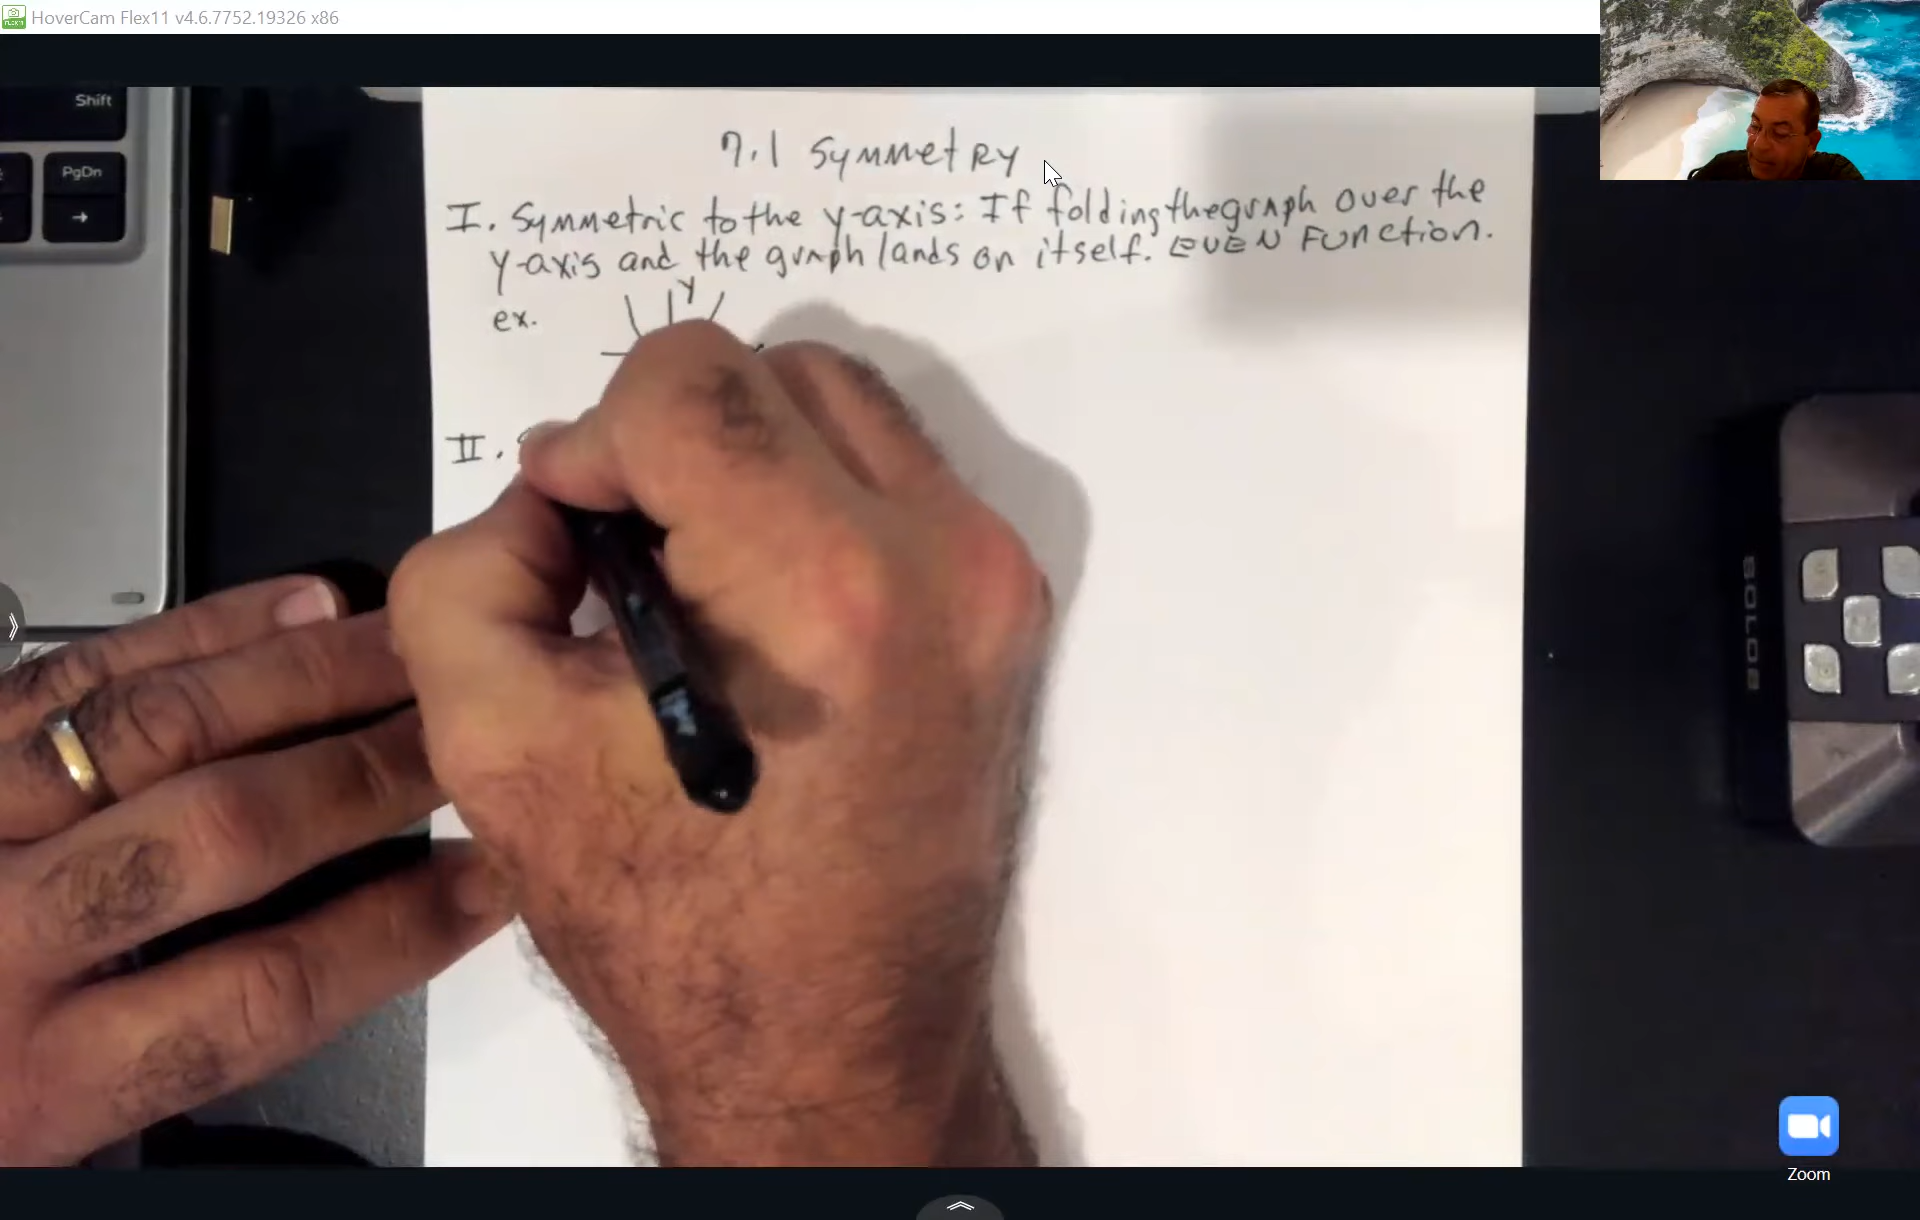 HoverCam Flex11 v4.6.7752.19326 x86
Shift
PgDn
7.1 Symmetry
I. Symmetric to the y-axis: If folding the graph over the
y-axis and the graph lands on itself. EVEN Function.
ex.
y
II.
BOLDE
Zoom